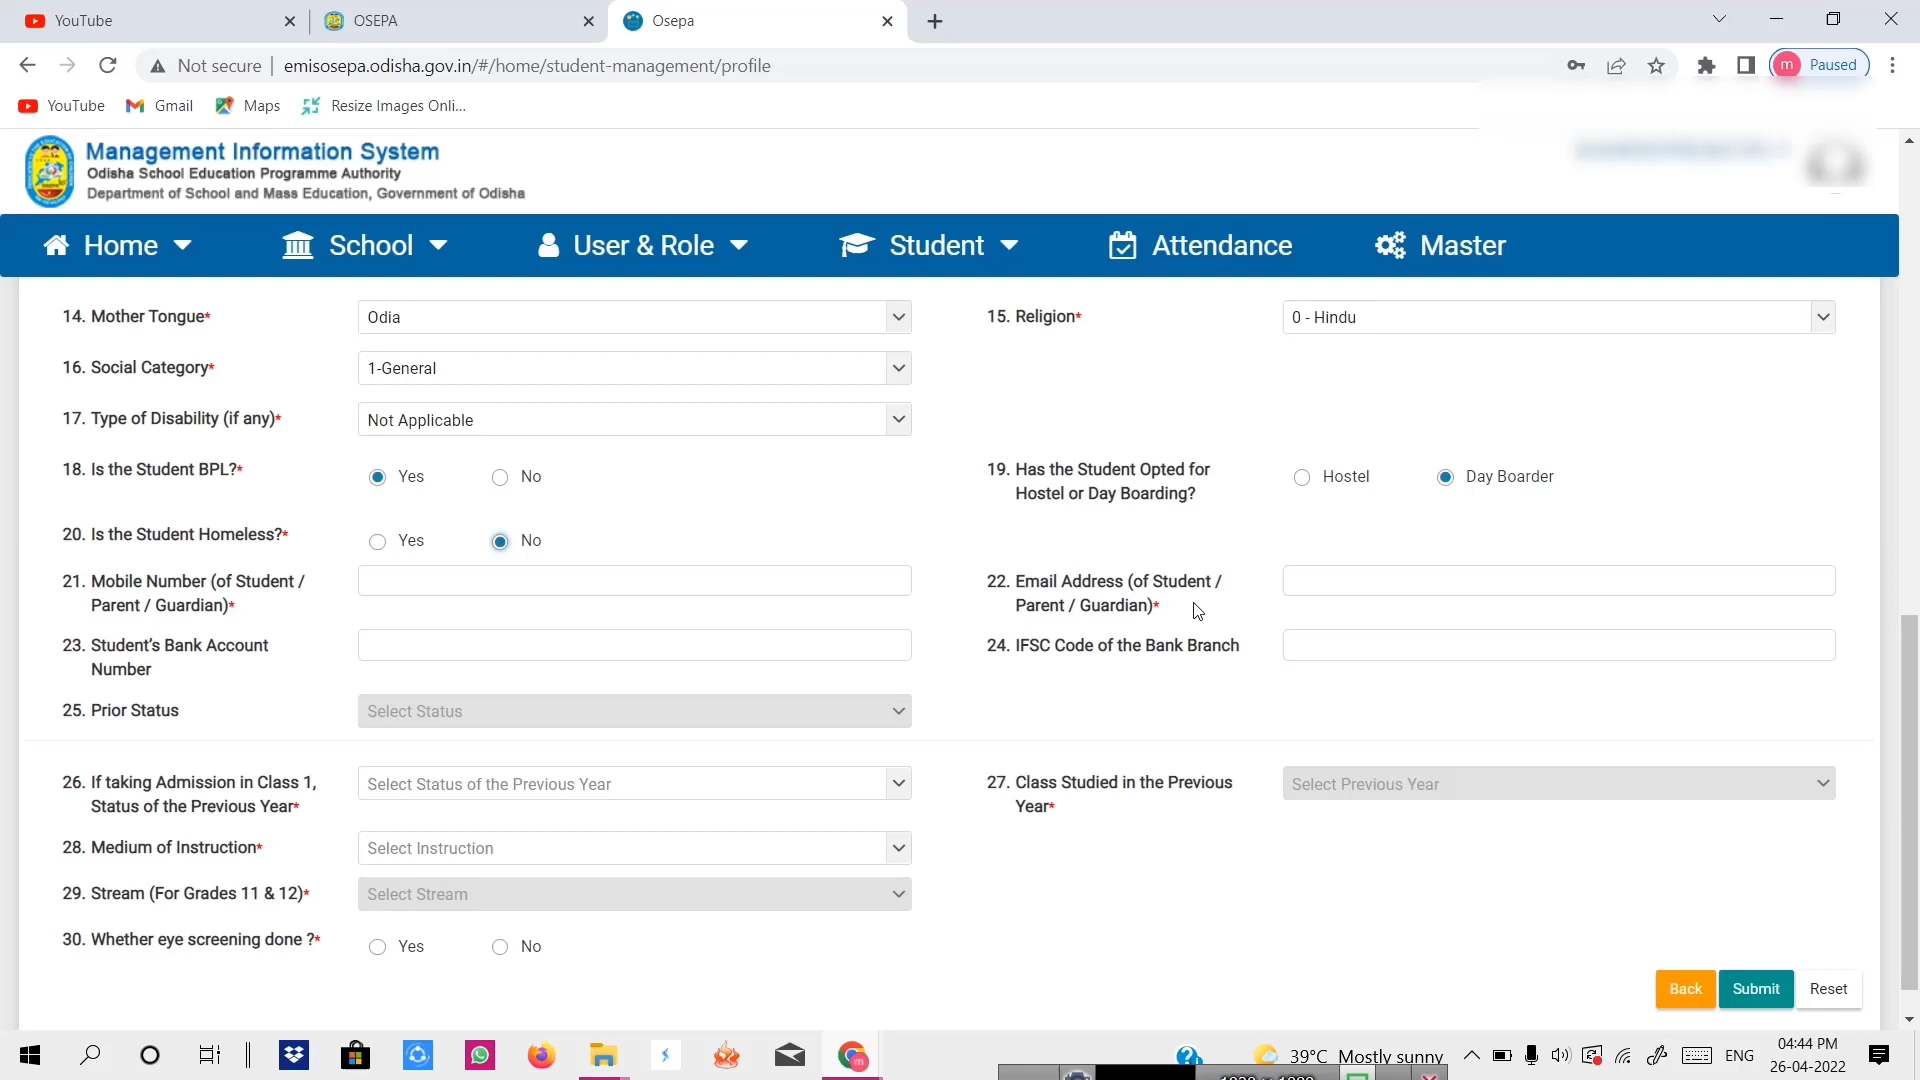 YouTube
OSEPA
Osepa
Not secure
emisosepa.odisha.gov.in/#/home/student-management/profile
Paused
m
YouTube
Gmail
Maps
Resize Images Onli...
Management Information System
Odisha School Education Programme Authority
Department of School and Mass Education, Government of Odisha
Home
School
User & Role
Student
Attendance
Master
14. Mother Tongue*
Odia
15. Religion*
0 - Hindu
16. Social Category*
1-General
17. Type of Disability (if any)*
Not Applicable
18. Is the Student BPL?*
Yes
No
19. Has the Student Opted for
Hostel or Day Boarding?
Hostel
Day Boarder
20. Is the Student Homeless?*
Yes
No
21. Mobile Number (of Student /
Parent / Guardian)*
22. Email Address (of Student /
Parent / Guardian)*
23. Student's Bank Account
Number
24. IFSC Code of the Bank Branch
25. Prior Status
Select Status
26. If taking Admission in Class 1,
Status of the Previous Year*
Select Status of the Previous Year
27. Class Studied in the Previous
Year*
Select Previous Year
28. Medium of Instruction*
Select Instruction
29. Stream (For Grades 11 & 12)*
Select Stream
30. Whether eye screening done ?*
Yes
No
Back
Submit
Reset
39°C Mostly sunny
ENG
04:44 PM
26-04-2022